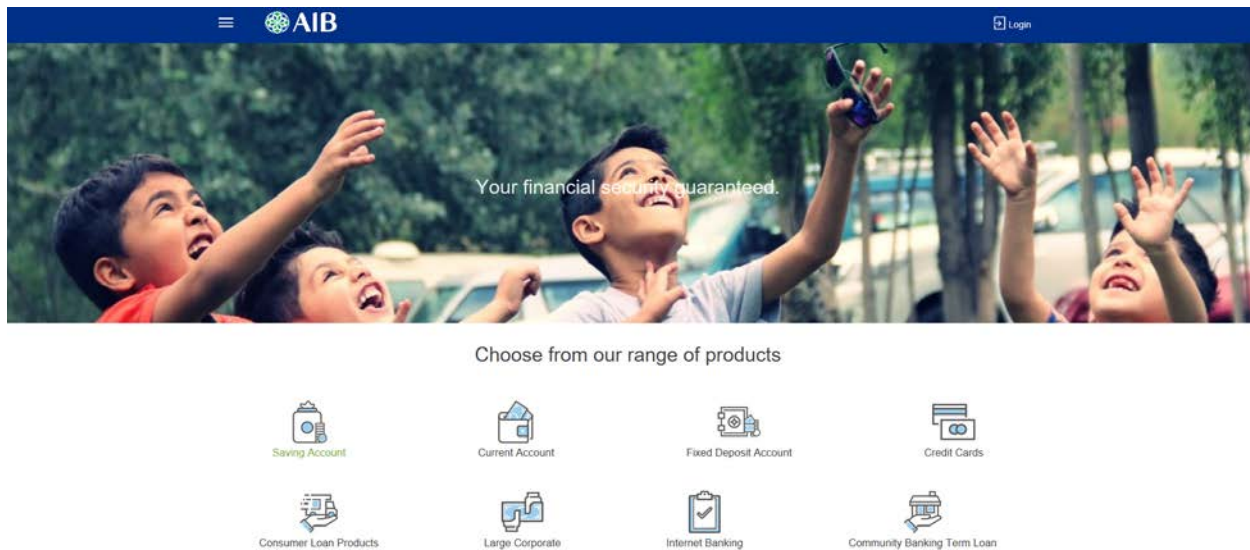 AIB
Login
Your financial security guaranteed.
Choose from our range of products
Saving Account
Current Account
Fixed Deposit Account
Credit Cards
Consumer Loan Products
Large Corporate
Internet Banking
Community Banking Term Loan